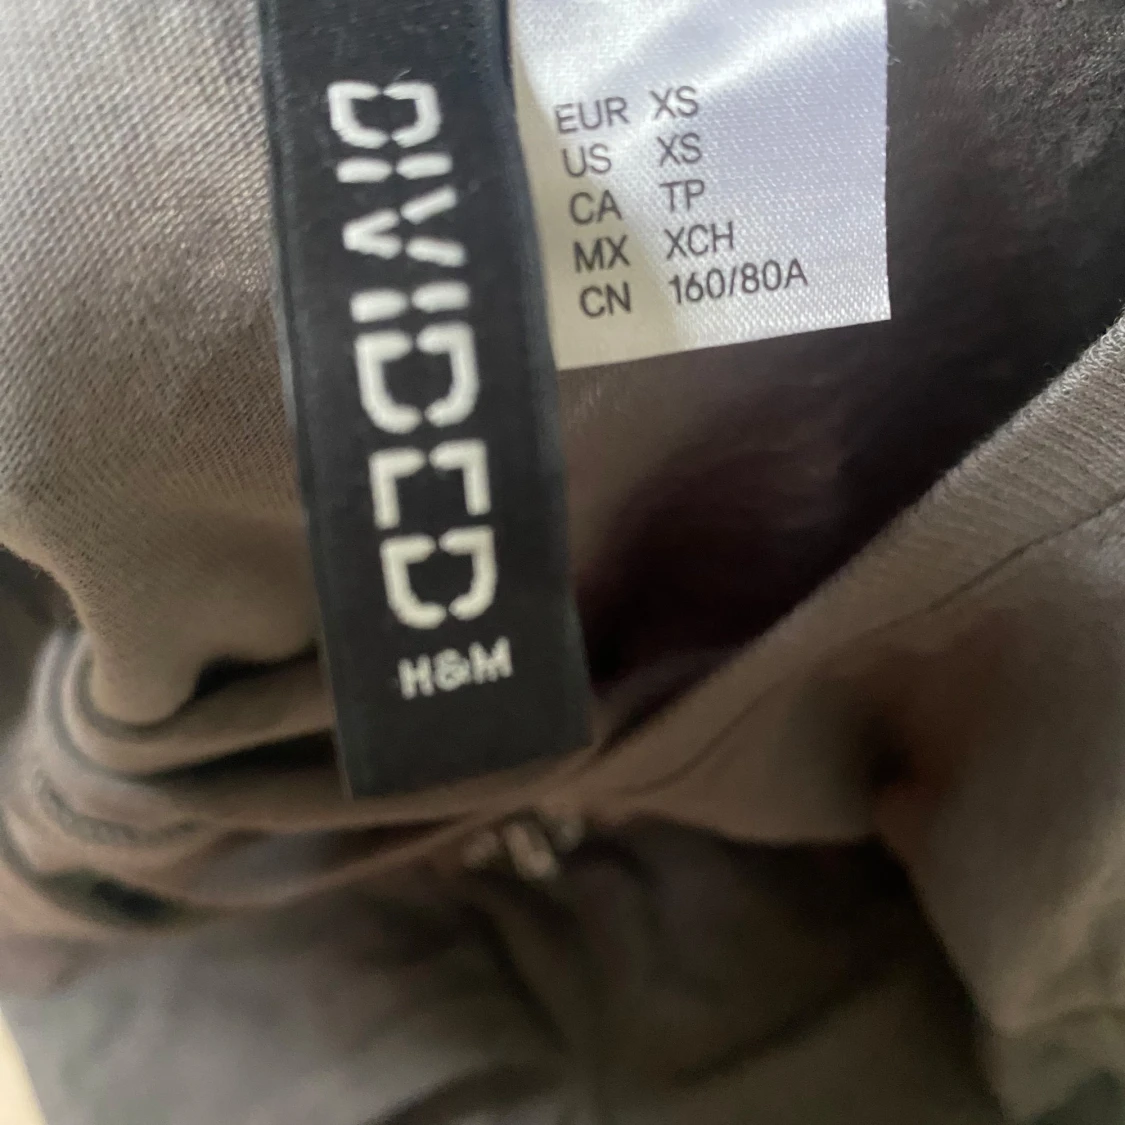 DIVIDED
H&M
EUR XS
US XS
CA TP
MX XCH
CN 160/80A